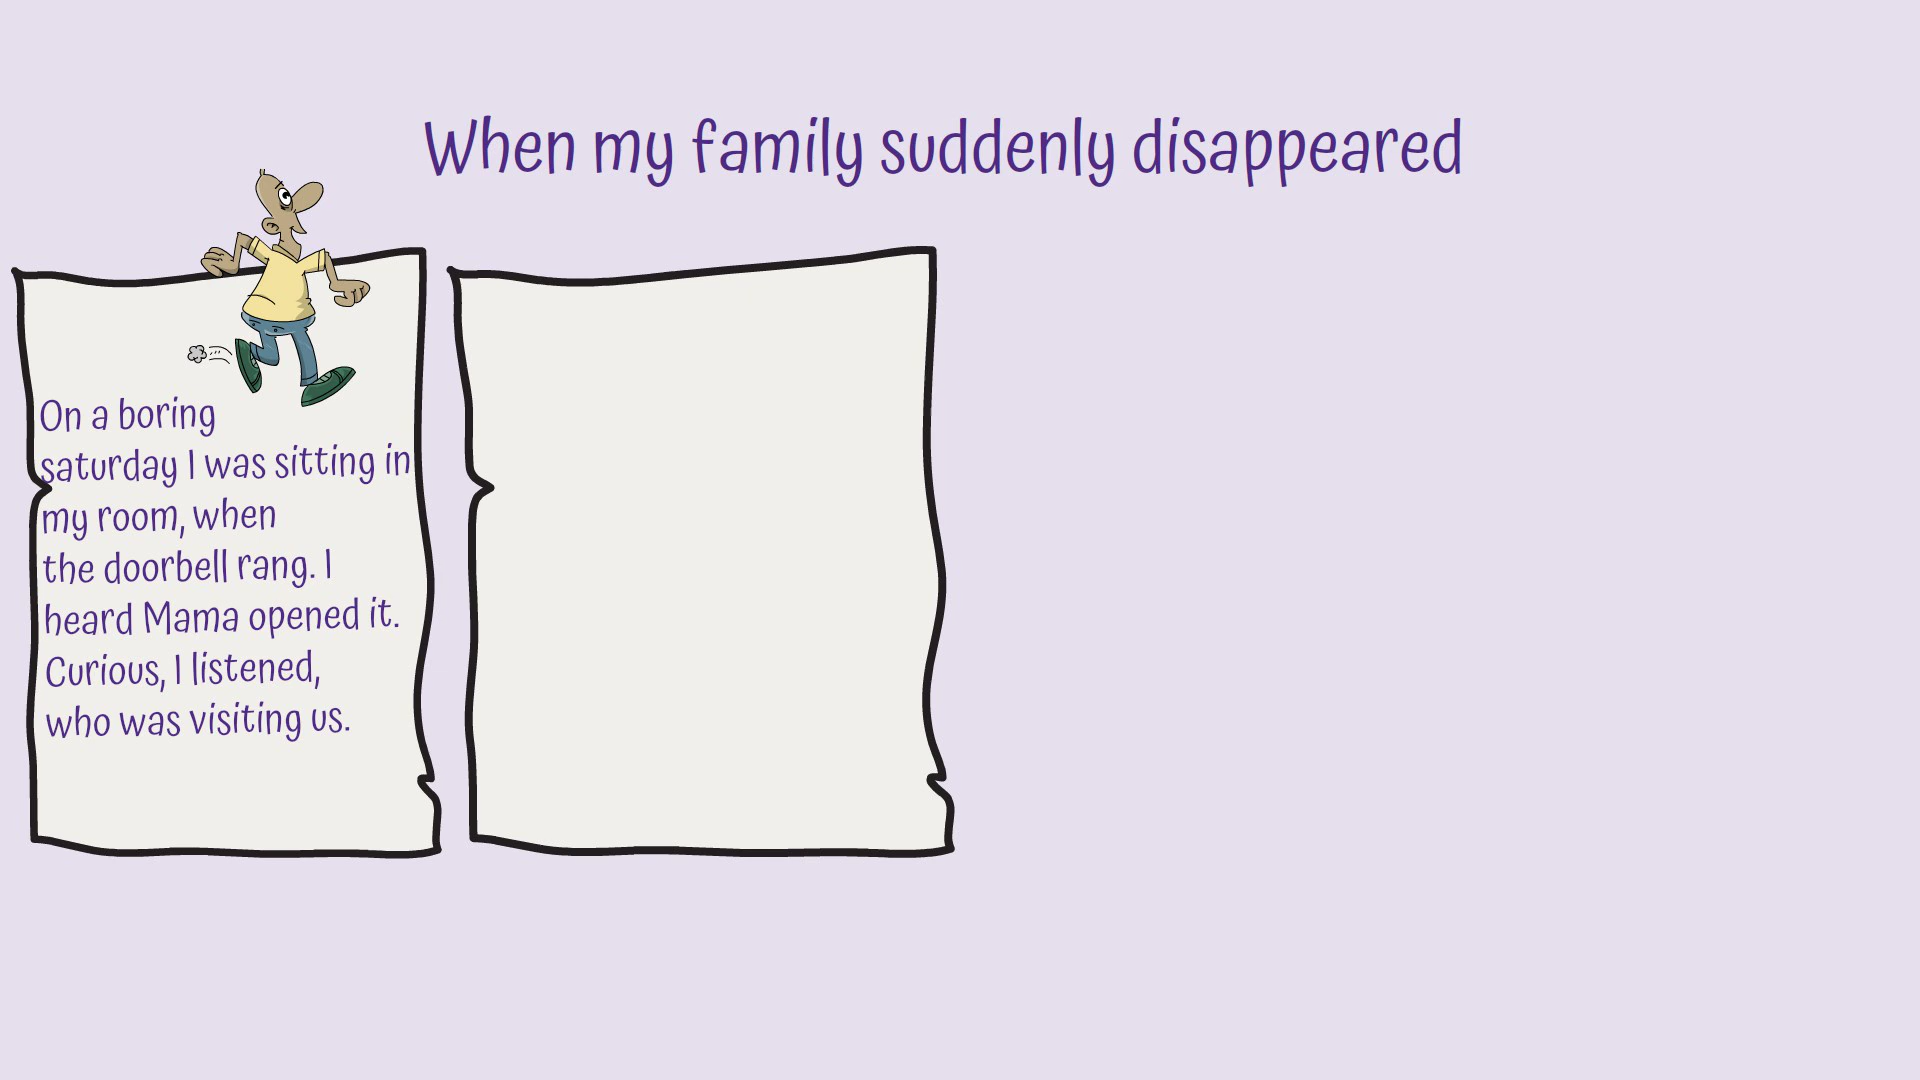 When my family suddenly disappeared
On a boring
saturday I was sitting in
my room, when
the doorbell rang. I
heard Mama opened it.
Curious, I listened,
who was visiting us.